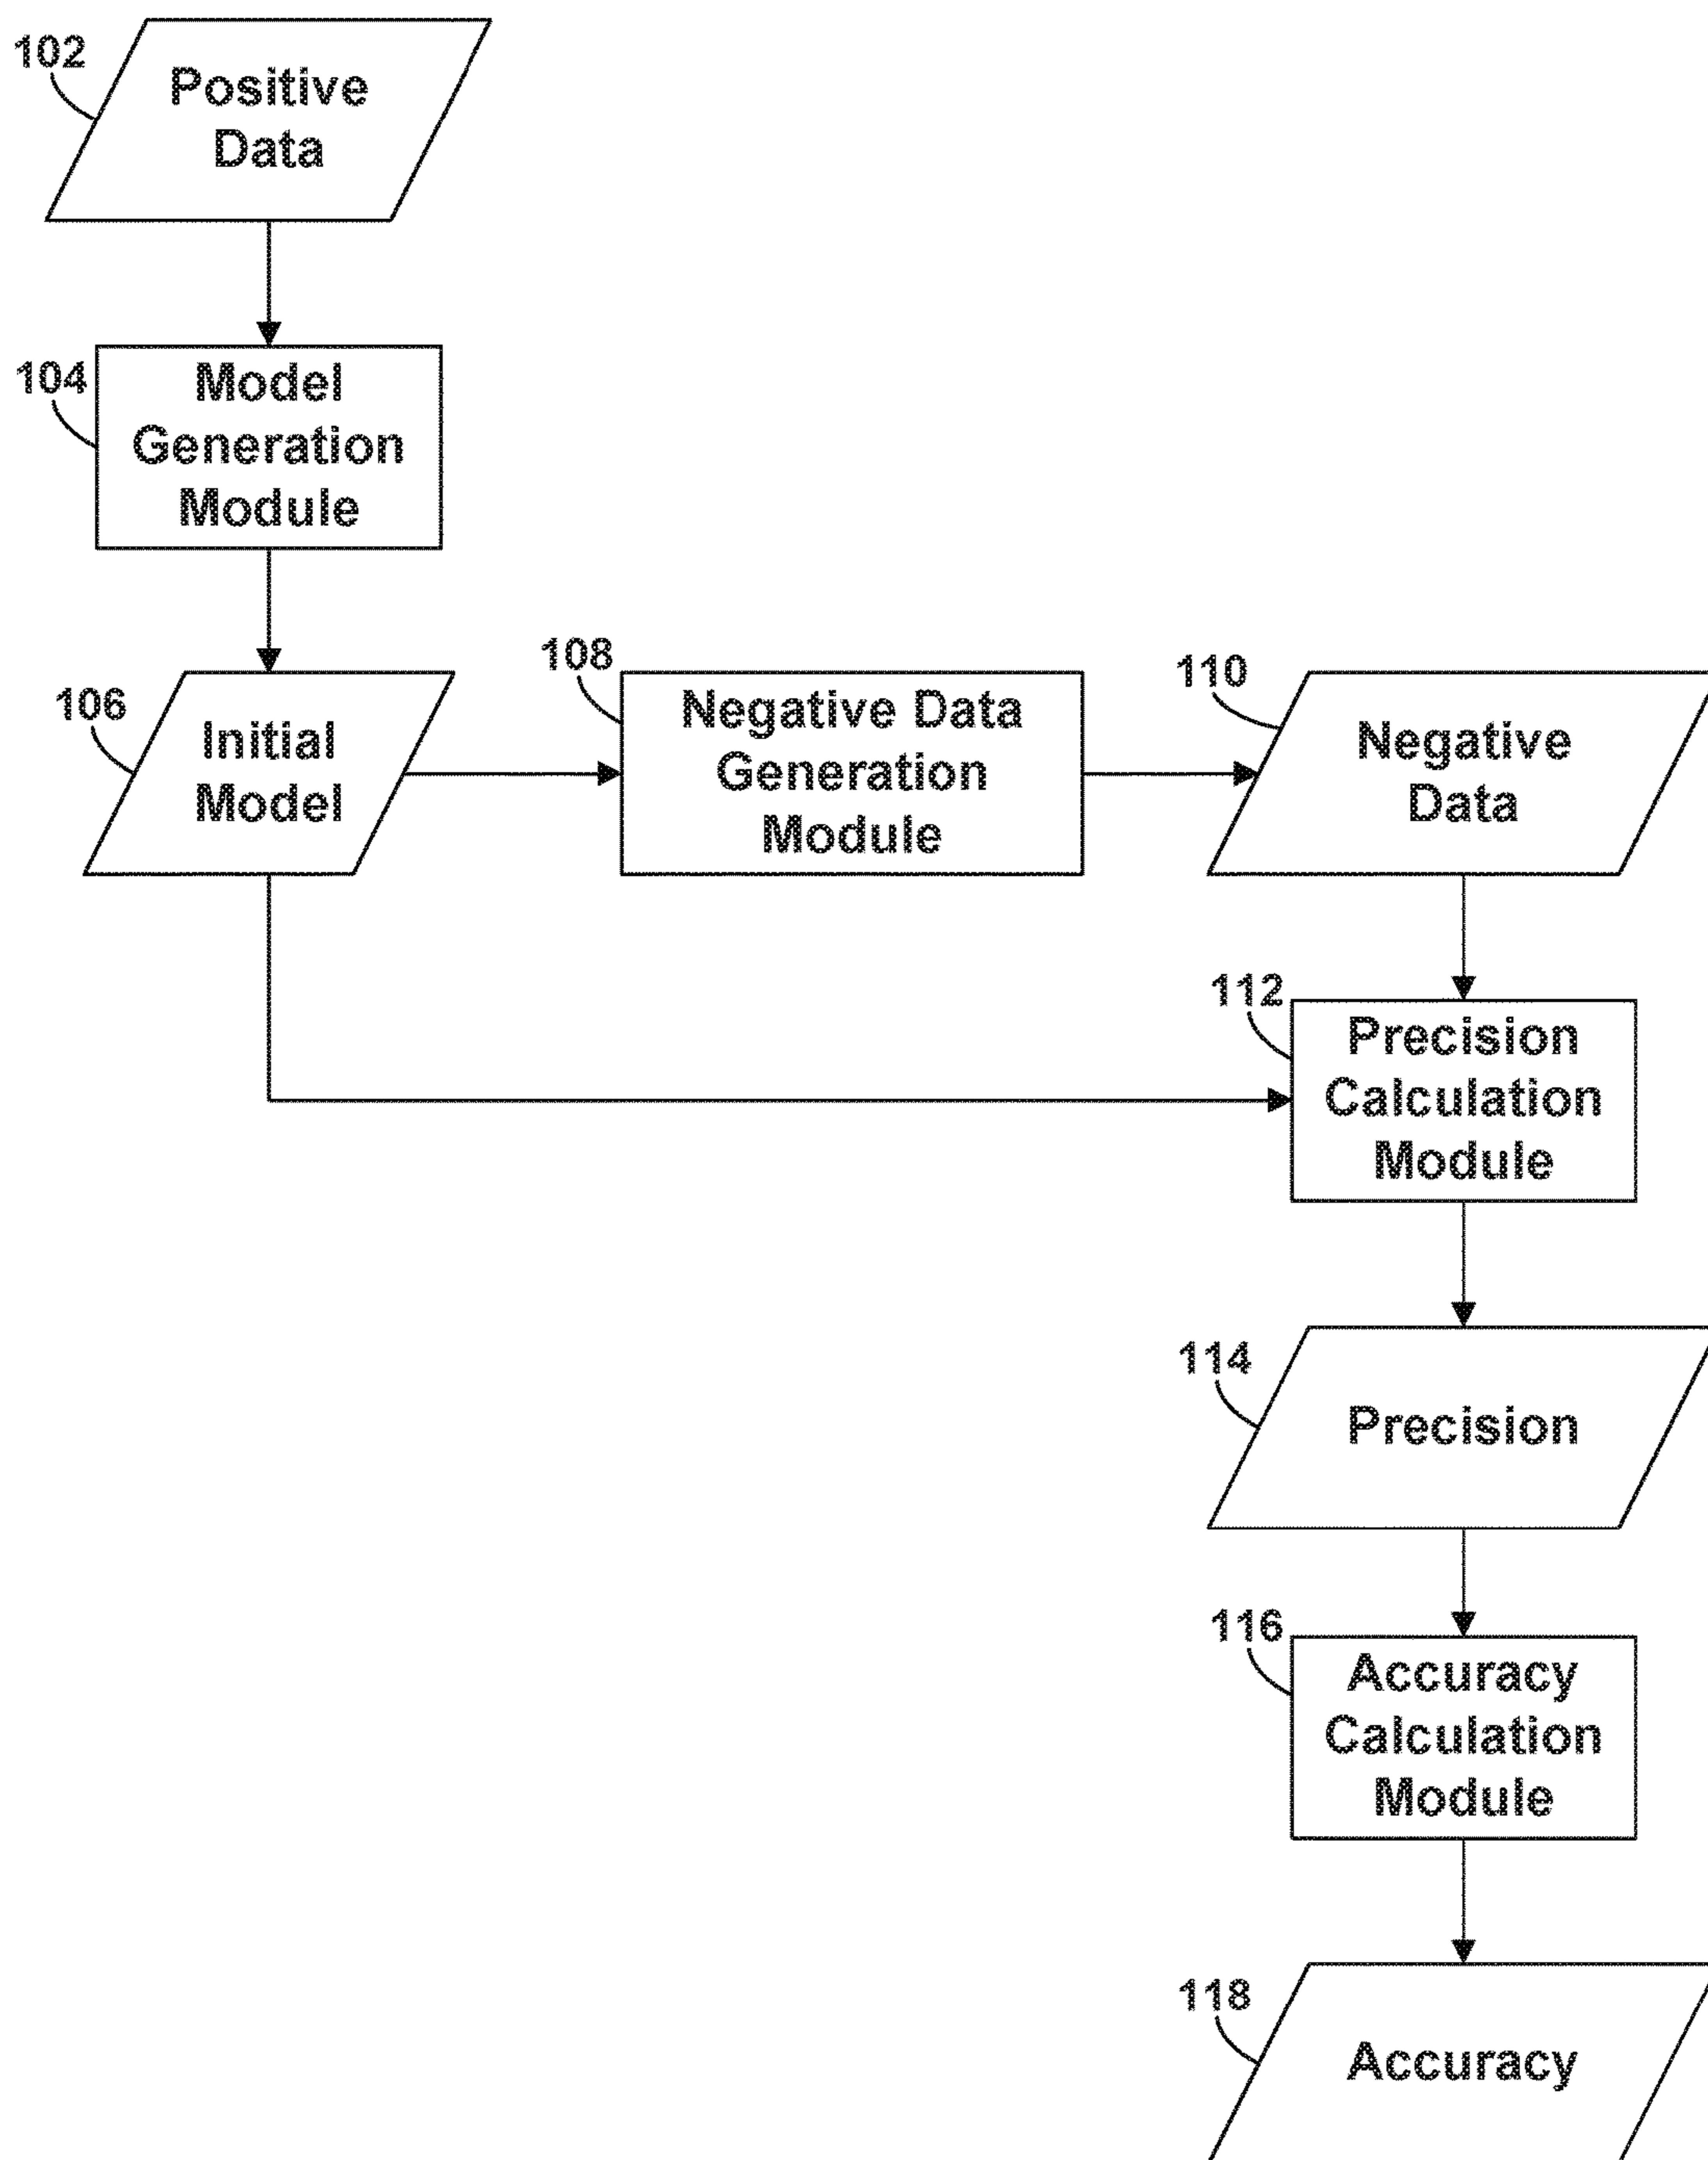 102
Positive
Data
104
Model
Generation
Module
106
Initial
Model
108
Negative Data
Generation
Module
110
Negative
Data
112
Precision
Calculation
Module
114
Precision
116
Accuracy
Calculation
Module
118
Accuracy